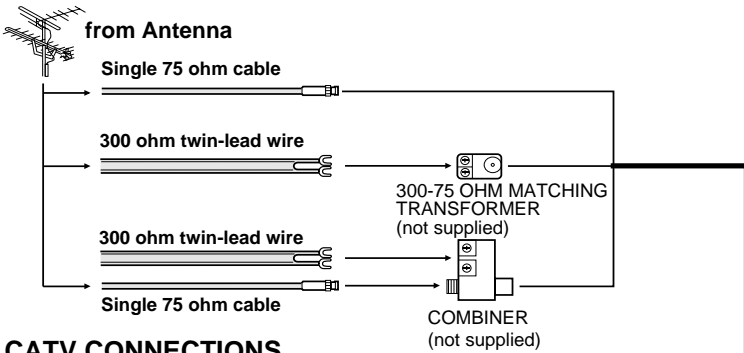 from Antenna
Single 75 ohm cable
300 ohm twin-lead wire
300-75 OHM MATCHING
TRANSFORMER
(not supplied)
300 ohm twin-lead wire
Single 75 ohm cable
COMBINER
(not supplied)
CATV CONNECTIONS